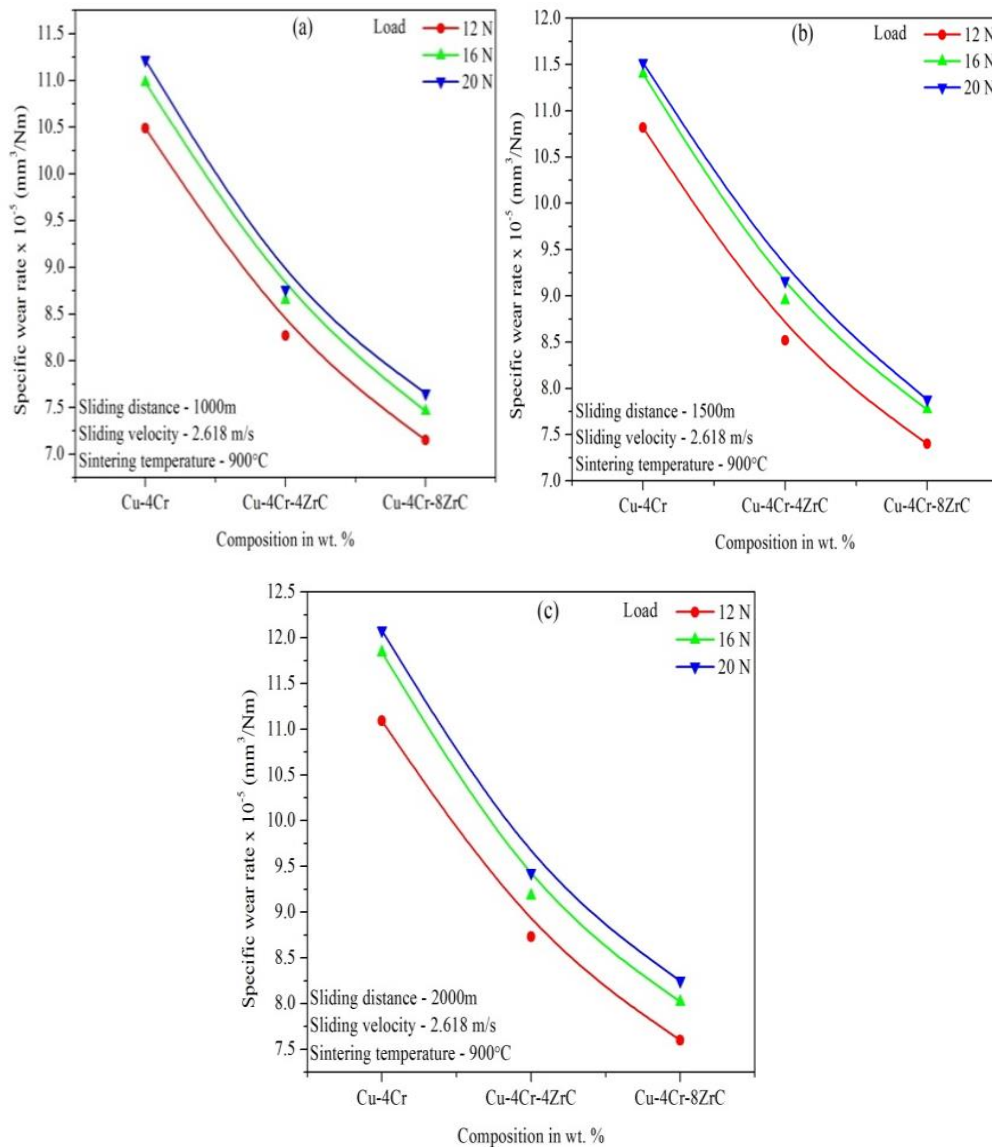 (a)
Load
12 N
16 N
20 N
11.5
11.0
10.5
10.0
9.5
9.0
8.5
8.0
7.5
7.0
Specific wear rate x 10⁻⁵ (mm³/Nm)
Sliding distance - 1000m
Sliding velocity - 2.618 m/s
Sintering temperature - 900°C
Cu-4Cr Cu-4Cr-4ZrC Cu-4Cr-8ZrC
Composition in wt. %
(b)
Load
12 N
16 N
20 N
12.0
11.5
11.0
10.5
10.0
9.5
9.0
8.5
8.0
7.5
7.0
Specific wear rate x 10⁻⁵ (mm³/Nm)
Sliding distance - 1500m
Sliding velocity - 2.618 m/s
Sintering temperature - 900°C
Cu-4Cr Cu-4Cr-4ZrC Cu-4Cr-8ZrC
Composition in wt. %
(c)
Load
12 N
16 N
20 N
12.5
12.0
11.5
11.0
10.5
10.0
9.5
9.0
8.5
8.0
7.5
Specific wear rate x 10⁻⁵ (mm³/Nm)
Sliding distance - 2000m
Sliding velocity - 2.618 m/s
Sintering temperature - 900°C
Cu-4Cr Cu-4Cr-4ZrC Cu-4Cr-8ZrC
Composition in wt. %